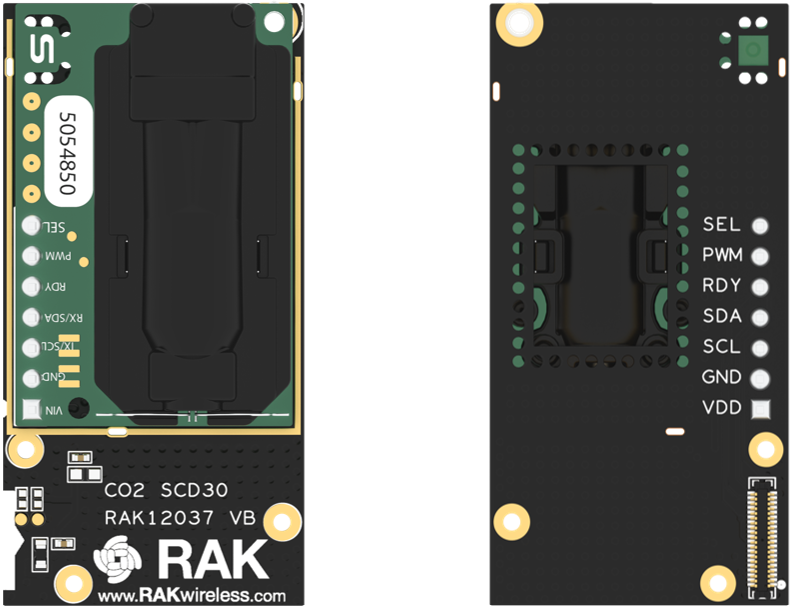 S
5054850
SEL
PWM
RDY
RX/SDA
TX/SCL
GND
VIN
CO2 SCD30
RAK12037 VB
RAK
www.RAKwireless.com
SEL
PWM
RDY
SDA
SCL
GND
VDD